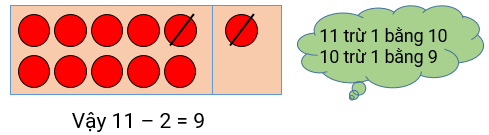 11 trừ 1 bằng 10
10 trừ 1 bằng 9
Vậy 11 – 2 = 9